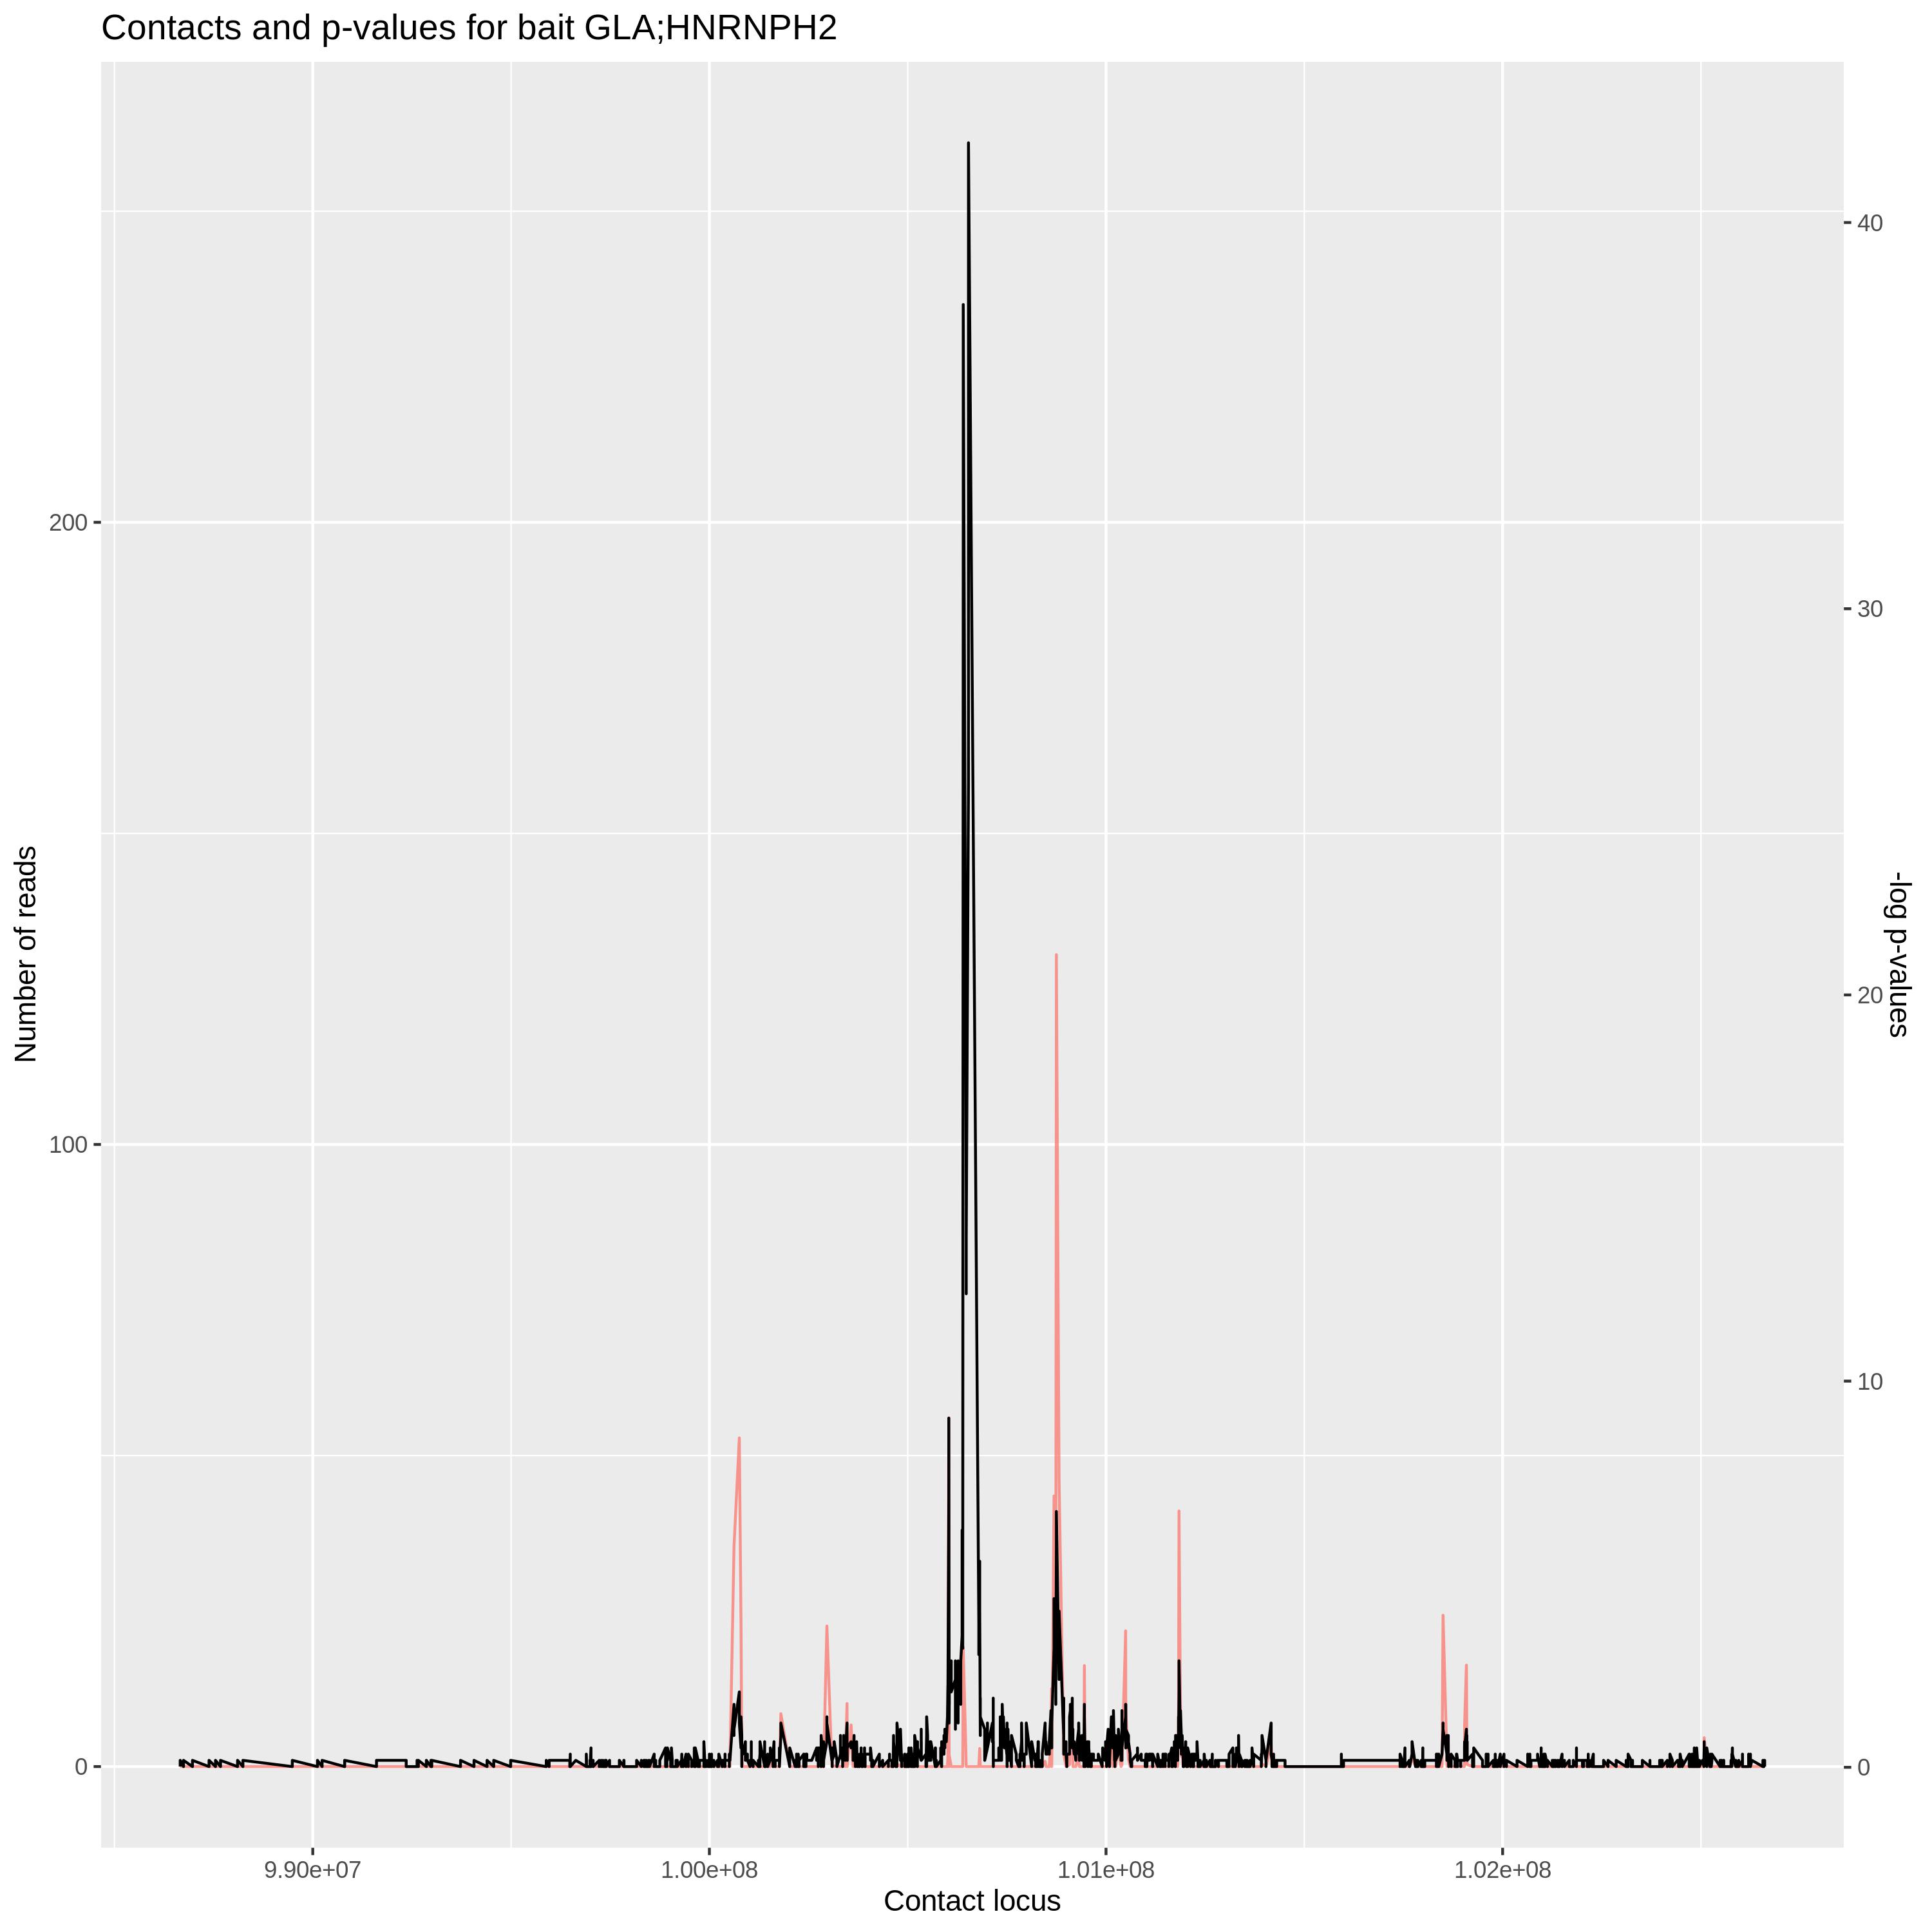 Contacts and p-values for bait GLA;HNRNPH2
Number of reads
200
100
0
40
30
20
10
0
-log p-values
9.90e+07
1.00e+08
1.01e+08
1.02e+08
Contact locus